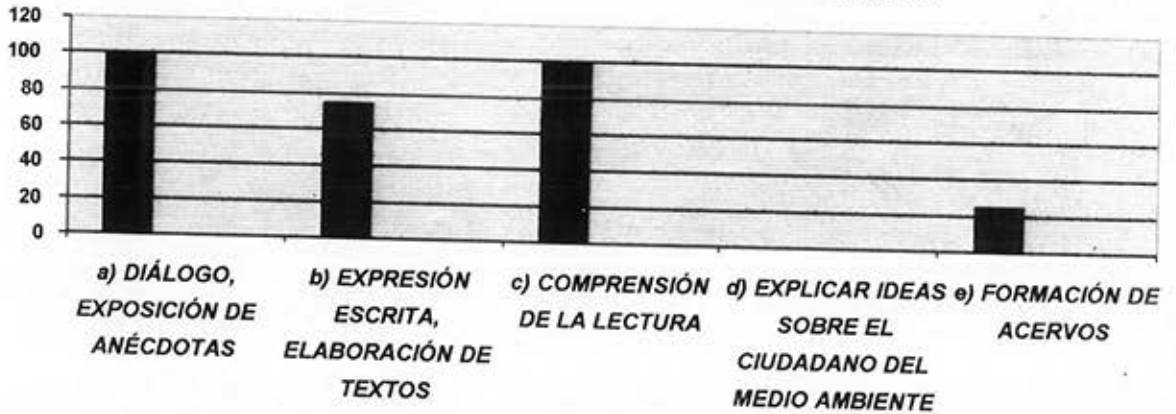 120
100
80
60
40
20
0
a) DIÁLOGO,
EXPOSICIÓN DE
ANÉCDOTAS
b) EXPRESIÓN
ESCRITA,
ELABORACIÓN DE
TEXTOS
c) COMPRENSIÓN
DE LA LECTURA
d) EXPLICAR IDEAS
SOBRE EL
CIUDADANO DEL
MEDIO AMBIENTE
e) FORMACIÓN DE
ACERVOS